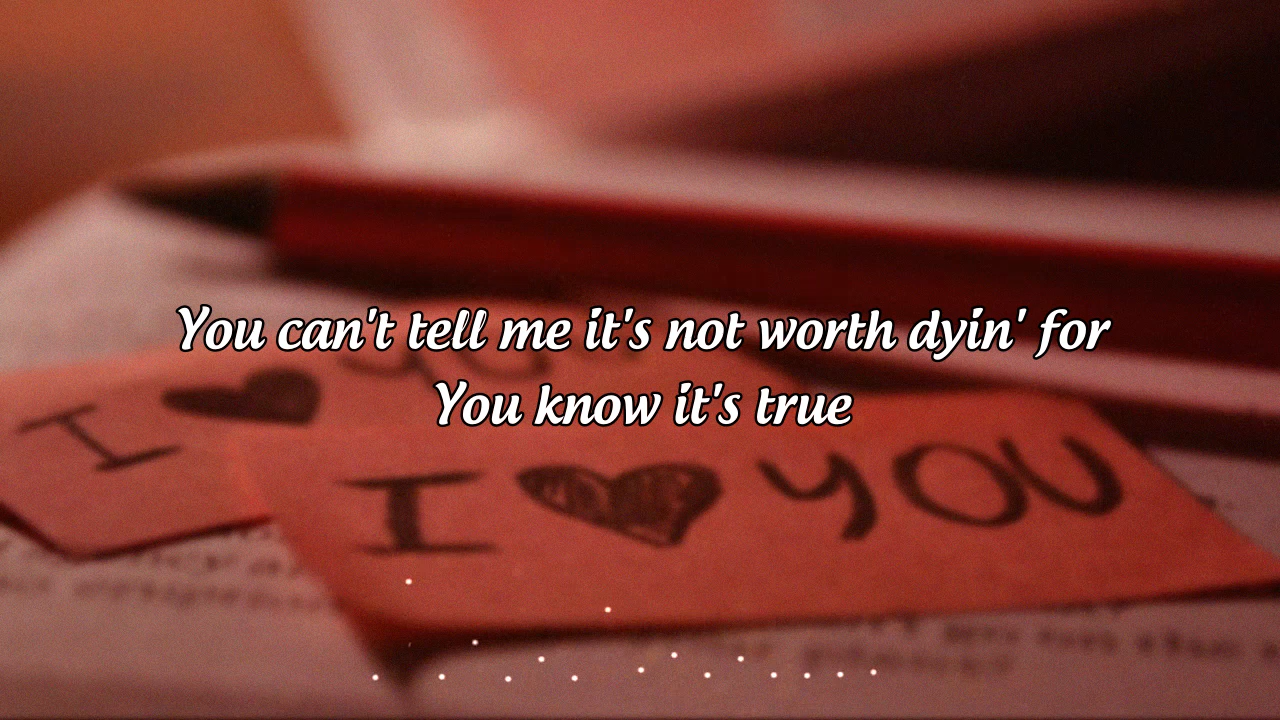 You can't tell me it's not worth dyin' for
You know it's true
I ♥ YOU
I ♥ YOU